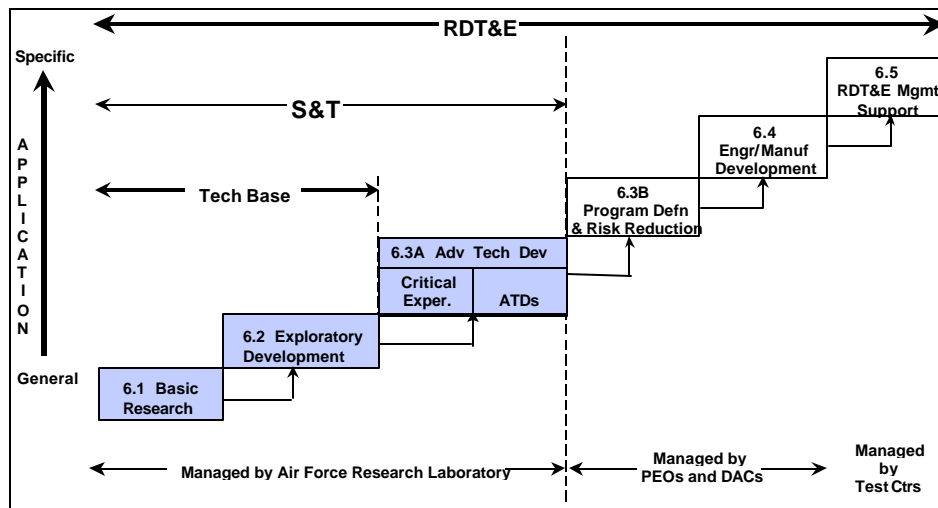 RDT&E
Specific
6.5
RDT&E Mgmt
Support
S&T
6.4
Engr/Manuf
Development
APPLICATION
Tech Base
6.3B
Program Defn
& Risk Reduction
6.3A Adv Tech Dev
Critical
Exper.
ATDs
6.2 Exploratory
Development
General
6.1 Basic
Research
Managed by Air Force Research Laboratory
Managed by
PEOs and DACs
Managed
by
Test Ctrs